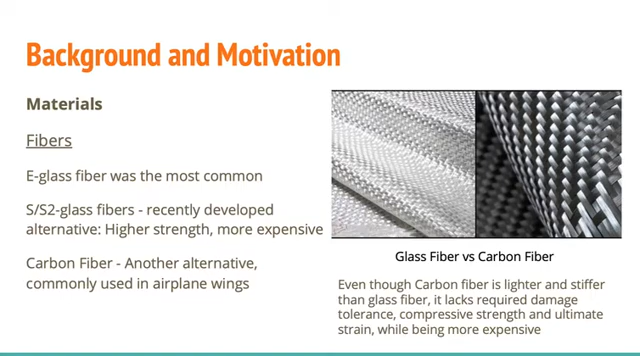 Background and Motivation
Materials
Fibers
E-glass fiber was the most common
S/S2-glass fibers - recently developed
alternative: Higher strength, more expensive
Carbon Fiber - Another alternative,
commonly used in airplane wings
Glass Fiber vs Carbon Fiber
Even though Carbon fiber is lighter and stiffer
than glass fiber, it lacks required damage
tolerance, compressive strength and ultimate
strain, while being more expensive